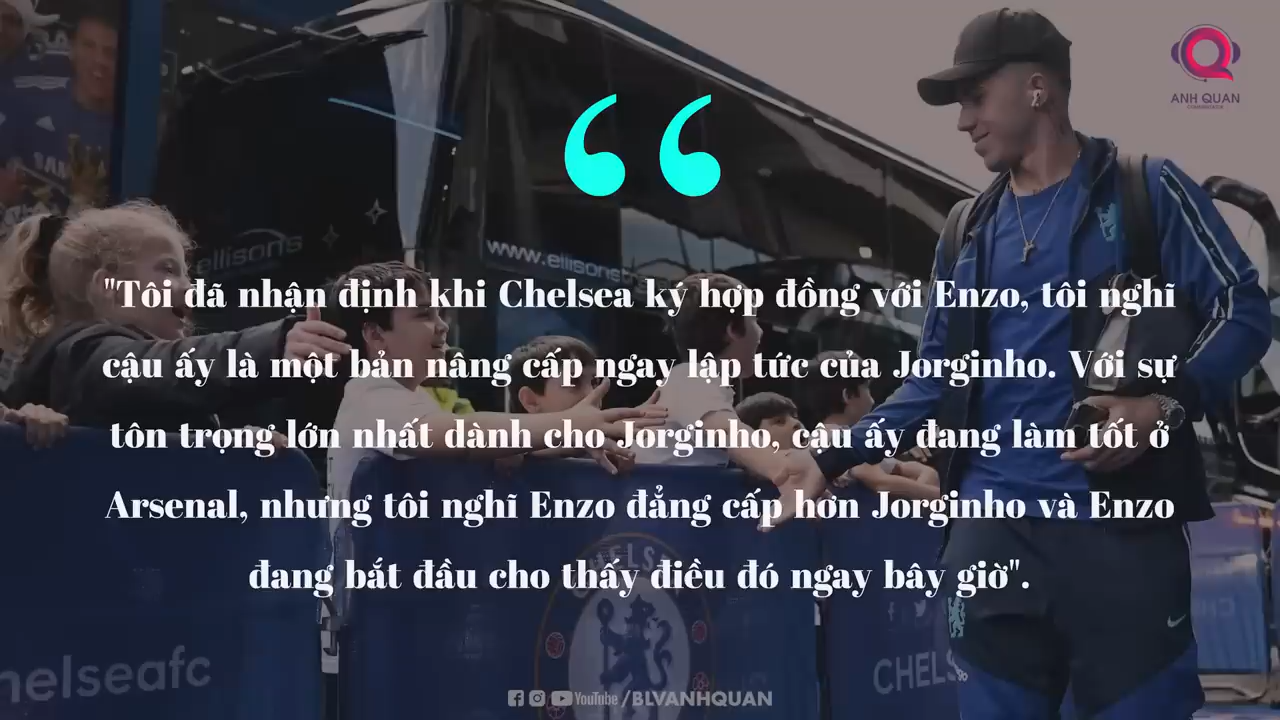 ANH QUAN
www.ellisons
ellisons
"Tôi đã nhận định khi Chelsea ký hợp đồng với Enzo, tôi nghĩ
cậu ấy là một bản nâng cấp ngay lập tức của Jorginho. Với sự
tôn trọng lớn nhất dành cho Jorginho, cậu ấy đang làm tốt ở
Arsenal, nhưng tôi nghĩ Enzo đẳng cấp hơn Jorginho và Enzo
đang bắt đầu cho thấy điều đó ngay bây giờ".
CHELS
helseafc
CHELS
YouTube /BLVANHQUAN